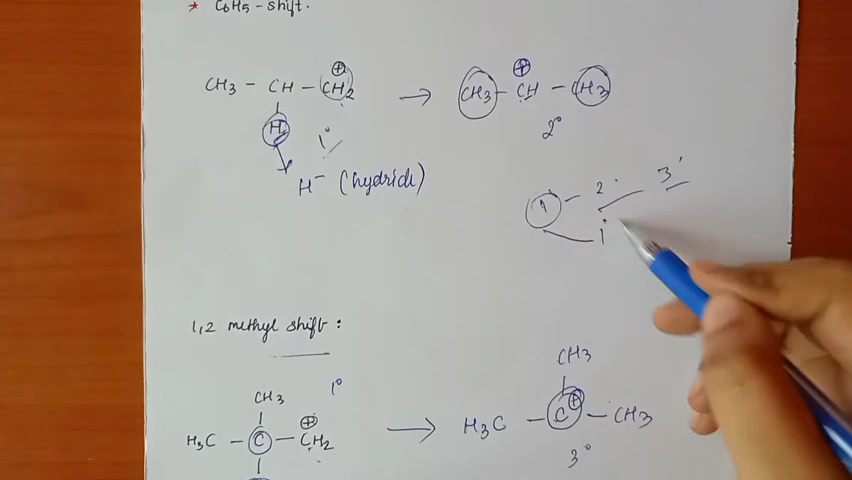 * C6H5-shift.
CH3 - CH - CH2 ⊕ → CH3 - CH - CH3 ⊕
H 1° 2°
H⁻ (hydride)
1 - 2° 3°
1°
1,2 methyl shift :
CH3 1° CH3
H3C - C - CH2 ⊕ → H3C - C - CH3 ⊕
3°